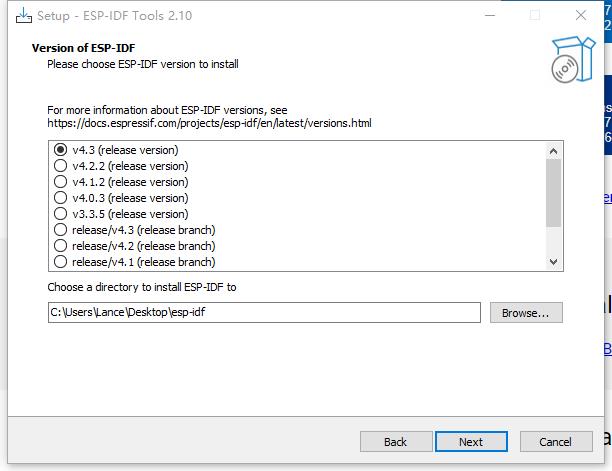 Setup - ESP-IDF Tools 2.10
Version of ESP-IDF
Please choose ESP-IDF version to install
For more information about ESP-IDF versions, see
https://docs.espressif.com/projects/esp-idf/en/latest/versions.html
v4.3 (release version)
v4.2.2 (release version)
v4.1.2 (release version)
v4.0.3 (release version)
v3.3.5 (release version)
release/v4.3 (release branch)
release/v4.2 (release branch)
release/v4.1 (release branch)
Choose a directory to install ESP-IDF to
C:\Users\Lance\Desktop\esp-idf
Browse...
Back
Next
Cancel